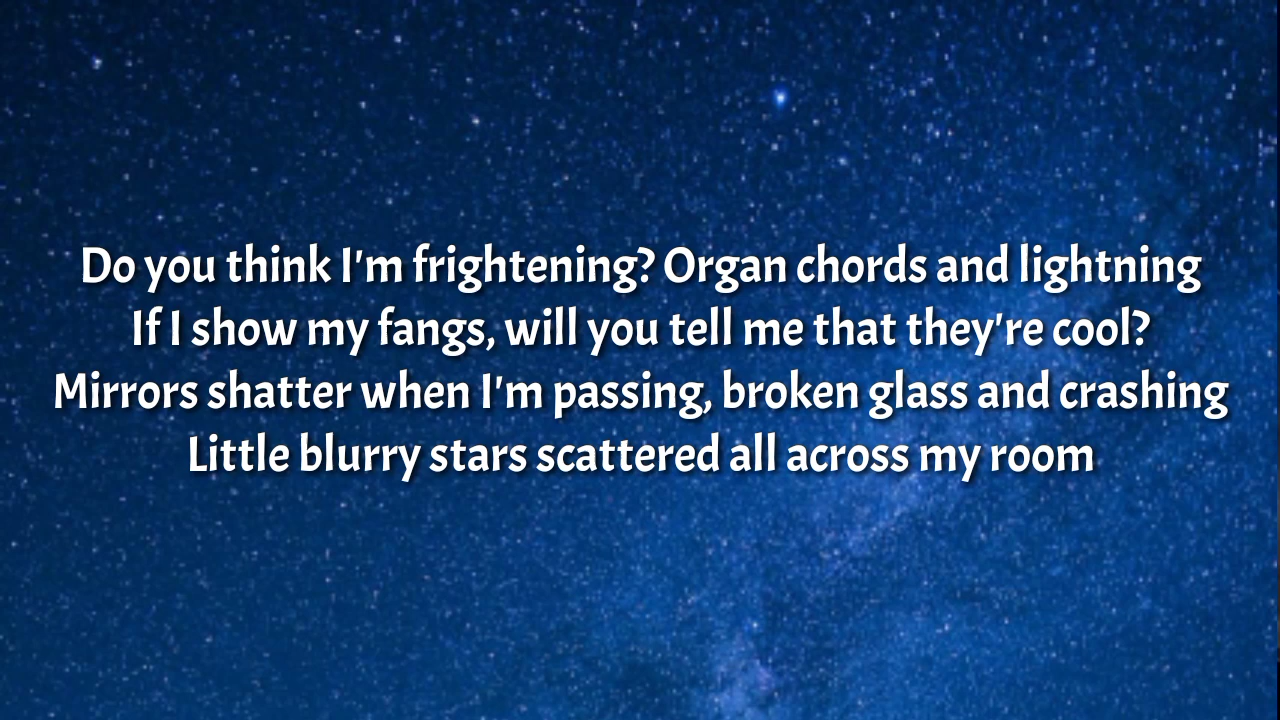 Do you think I'm frightening? Organ chords and lightning
If I show my fangs, will you tell me that they're cool?
Mirrors shatter when I'm passing, broken glass and crashing
Little blurry stars scattered all across my room